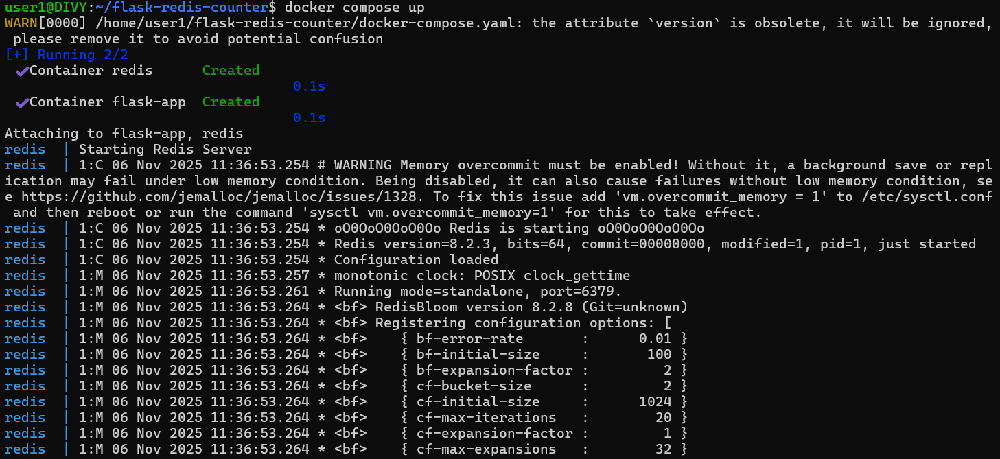 user1@DIVY:~/flask-redis-counter$ docker compose up
WARN[0000] /home/user1/flask-redis-counter/docker-compose.yaml: the attribute `version` is obsolete, it will be ignored,
 please remove it to avoid potential confusion
[+] Running 2/2
 ✔Container redis      Created
                                   0.1s
 ✔Container flask-app  Created
                                   0.1s
Attaching to flask-app, redis
redis  | Starting Redis Server
redis  | 1:C 06 Nov 2025 11:36:53.254 # WARNING Memory overcommit must be enabled! Without it, a background save or repl
ication may fail under low memory condition. Being disabled, it can also cause failures without low memory condition, se
e https://github.com/jemalloc/jemalloc/issues/1328. To fix this issue add 'vm.overcommit_memory = 1' to /etc/sysctl.conf
 and then reboot or run the command 'sysctl vm.overcommit_memory=1' for this to take effect.
redis  | 1:C 06 Nov 2025 11:36:53.254 * oO0OoO0OoO0Oo Redis is starting oO0OoO0OoO0Oo
redis  | 1:C 06 Nov 2025 11:36:53.254 * Redis version=8.2.3, bits=64, commit=00000000, modified=1, pid=1, just started
redis  | 1:C 06 Nov 2025 11:36:53.254 * Configuration loaded
redis  | 1:M 06 Nov 2025 11:36:53.257 * monotonic clock: POSIX clock_gettime
redis  | 1:M 06 Nov 2025 11:36:53.261 * Running mode=standalone, port=6379.
redis  | 1:M 06 Nov 2025 11:36:53.264 * <bf> RedisBloom version 8.2.8 (Git=unknown)
redis  | 1:M 06 Nov 2025 11:36:53.264 * <bf> Registering configuration options: [
redis  | 1:M 06 Nov 2025 11:36:53.264 * <bf>    { bf-error-rate       :      0.01 }
redis  | 1:M 06 Nov 2025 11:36:53.264 * <bf>    { bf-initial-size     :       100 }
redis  | 1:M 06 Nov 2025 11:36:53.264 * <bf>    { bf-expansion-factor :         2 }
redis  | 1:M 06 Nov 2025 11:36:53.264 * <bf>    { cf-bucket-size      :         2 }
redis  | 1:M 06 Nov 2025 11:36:53.264 * <bf>    { cf-initial-size     :      1024 }
redis  | 1:M 06 Nov 2025 11:36:53.264 * <bf>    { cf-max-iterations   :        20 }
redis  | 1:M 06 Nov 2025 11:36:53.264 * <bf>    { cf-expansion-factor :         1 }
redis  | 1:M 06 Nov 2025 11:36:53.264 * <bf>    { cf-max-expansions   :        32 }